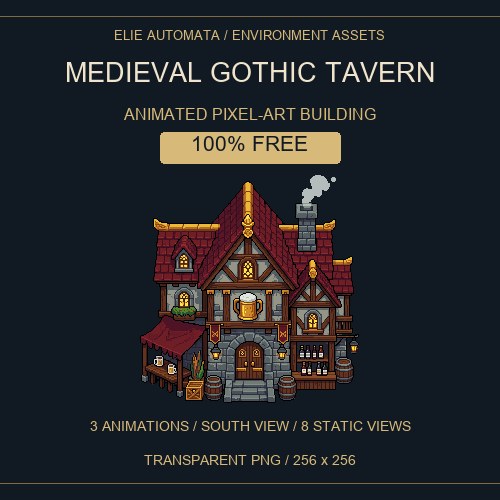 ELIE AUTOMATA / ENVIRONMENT ASSETS
MEDIEVAL GOTHIC TAVERN
ANIMATED PIXEL-ART BUILDING
100% FREE
3 ANIMATIONS / SOUTH VIEW / 8 STATIC VIEWS
TRANSPARENT PNG / 256 x 256